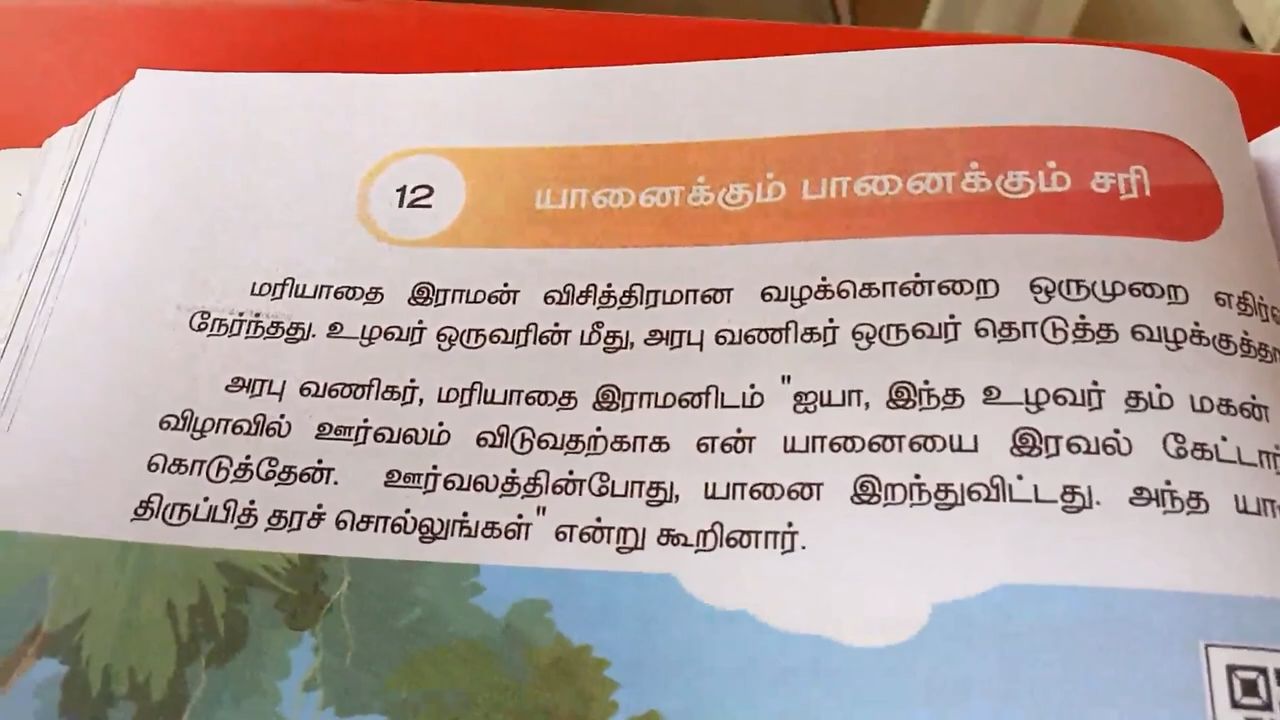 12
யானைக்கும் பானைக்கும் சரி
மரியாதை இராமன் விசித்திரமான வழக்கொன்றை ஒருமுறை
நேர்ந்தது. உழவர் ஒருவரின் மீது, அரபு வணிகர் ஒருவர் தொடுத்த
அரபு வணிகர், மரியாதை இராமனிடம் "ஐயா, இந்த உழவர் தம் மகன்
விழாவில் ஊர்வலம் விடுவதற்காக என் யானையை இரவல்
கொடுத்தேன். ஊர்வலத்தின்போது, யானை இறந்துவிட்டது. அந்த
திருப்பித் தரச் சொல்லுங்கள்" என்று கூறினார்.